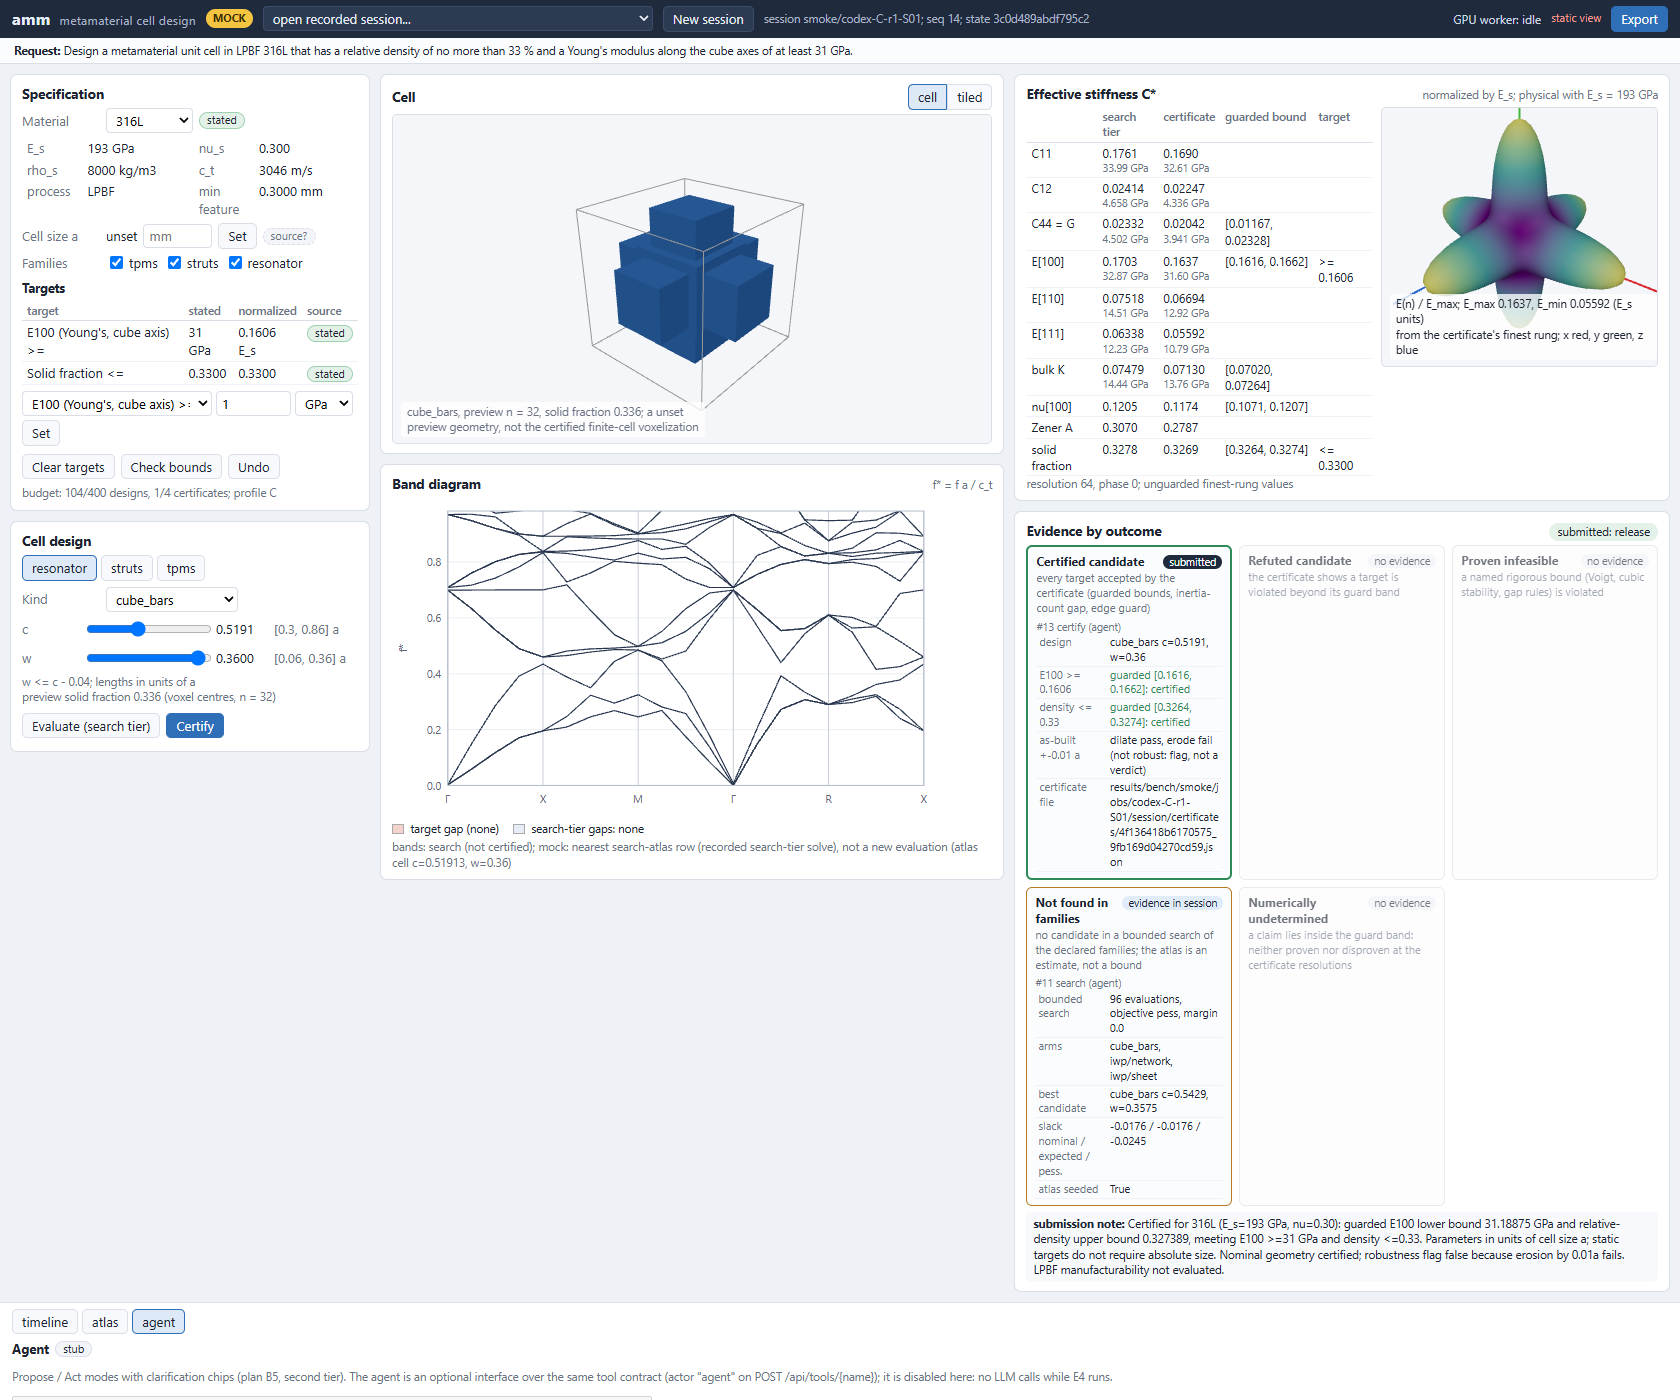 amm metamaterial cell design MOCK open recorded session... New session session smoke/codex-C-r1-S01; seq 14; state 3c0d489abdf795c2 GPU worker: idle static view Export
Request: Design a metamaterial unit cell in LPBF 316L that has a relative density of no more than 33 % and a Young's modulus along the cube axes of at least 31 GPa.
Specification
Material 316L stated
E_s 193 GPa nu_s 0.300
rho_s 8000 kg/m3 c_t 3046 m/s
process LPBF min feature 0.3000 mm
Cell size a unset mm Set source?
Families tpms struts resonator
Targets
target stated normalized source
E100 (Young's, cube axis) >= 31 GPa 0.1606 E_s stated
Solid fraction <= 0.3300 0.3300 stated
E100 (Young's, cube axis) >= 1 GPa
Set
Clear targets Check bounds Undo
budget: 104/400 designs, 1/4 certificates; profile C
Cell design
resonator struts tpms
Kind cube_bars
c 0.5191 [0.3, 0.86] a
w 0.3600 [0.06, 0.36] a
w <= c - 0.04; lengths in units of a
preview solid fraction 0.336 (voxel centres, n = 32)
Evaluate (search tier) Certify
Cell cell tiled
cube_bars, preview n = 32, solid fraction 0.336; a unset
preview geometry, not the certified finite-cell voxelization
Band diagram f* = f a / c_t
f*
0.8
0.6
0.4
0.2
0.0
Γ X M Γ R X
target gap (none) search-tier gaps: none
bands: search (not certified); mock: nearest search-atlas row (recorded search-tier solve), not a new evaluation (atlas
cell c=0.51913, w=0.36)
Effective stiffness C* normalized by E_s; physical with E_s = 193 GPa
search tier certificate guarded bound target
C11 0.1761 0.1690
33.99 GPa 32.61 GPa
C12 0.02414 0.02247
4.658 GPa 4.336 GPa
C44 = G 0.02332 0.02042 [0.01167, 0.02328]
4.502 GPa 3.941 GPa
E[100] 0.1703 0.1637 [0.1616, 0.1662] >= 0.1606
32.87 GPa 31.60 GPa
E[110] 0.07518 0.06694
14.51 GPa 12.92 GPa
E[111] 0.06338 0.05592
12.23 GPa 10.79 GPa
bulk K 0.07479 0.07130 [0.07020, 0.07264]
14.44 GPa 13.76 GPa
nu[100] 0.1205 0.1174 [0.1071, 0.1207]
Zener A 0.3070 0.2787
solid fraction 0.3278 0.3269 [0.3264, 0.3274] <= 0.3300
resolution 64, phase 0; unguarded finest-rung values
E(n) / E_max; E_max 0.1637, E_min 0.05592 (E_s
units)
from the certificate's finest rung; x red, y green, z
blue
Evidence by outcome submitted: release
Certified candidate submitted
every target accepted by the
certificate (guarded bounds, inertia-
count gap, edge guard)
#13 certify (agent)
design cube_bars c=0.5191, w=0.36
E100 >= 0.1606 guarded [0.1616, 0.1662]: certified
density <= 0.33 guarded [0.3264, 0.3274]: certified
as-built +-0.01 a dilate pass, erode fail (not robust: flag, not a verdict)
certificate file results/bench/smoke/j
obs/codex-C-r1-
S01/session/certificate
s/4f136418b6170575_
9fb169d04270cd59.js
on
Refuted candidate no evidence
the certificate shows a target is
violated beyond its guard band
Proven infeasible no evidence
a named rigorous bound (Voigt, cubic
stability, gap rules) is violated
Not found in families evidence in session
no candidate in a bounded search of
the declared families; the atlas is an
estimate, not a bound
#11 search (agent)
bounded search 96 evaluations, objective pess, margin 0.0
arms cube_bars, iwp/network, iwp/sheet
best candidate cube_bars c=0.5429, w=0.3575
slack nominal / expected / pess. -0.0176 / -0.0176 / -0.0245
atlas seeded True
Numerically undetermined no evidence
a claim lies inside the guard band:
neither proven nor disproven at the
certificate resolutions
submission note: Certified for 316L (E_s=193 GPa, nu=0.30): guarded E100 lower bound 31.18875 GPa and relative-
density upper bound 0.327389, meeting E100 >=31 GPa and density <=0.33. Parameters in units of cell size a; static
targets do not require absolute size. Nominal geometry certified; robustness flag false because erosion by 0.01a fails.
LPBF manufacturability not evaluated.
timeline atlas agent
Agent stub
Propose / Act modes with clarification chips (plan B5, second tier). The agent is an optional interface over the same tool contract (actor "agent" on POST /api/tools/{name}); it is disabled here: no LLM calls while E4 runs.